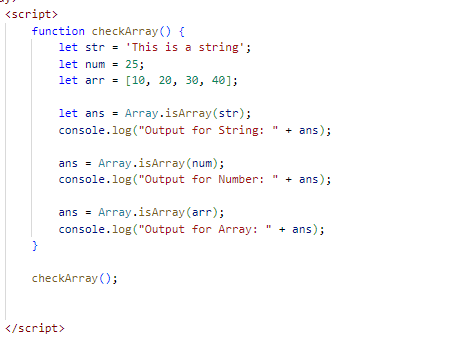 <script>
function checkArray() {
let str = 'This is a string';
let num = 25;
let arr = [10, 20, 30, 40];
let ans = Array.isArray(str);
console.log("Output for String: " + ans);
ans = Array.isArray(num);
console.log("Output for Number: " + ans);
ans = Array.isArray(arr);
console.log("Output for Array: " + ans);
}
checkArray();
</script>